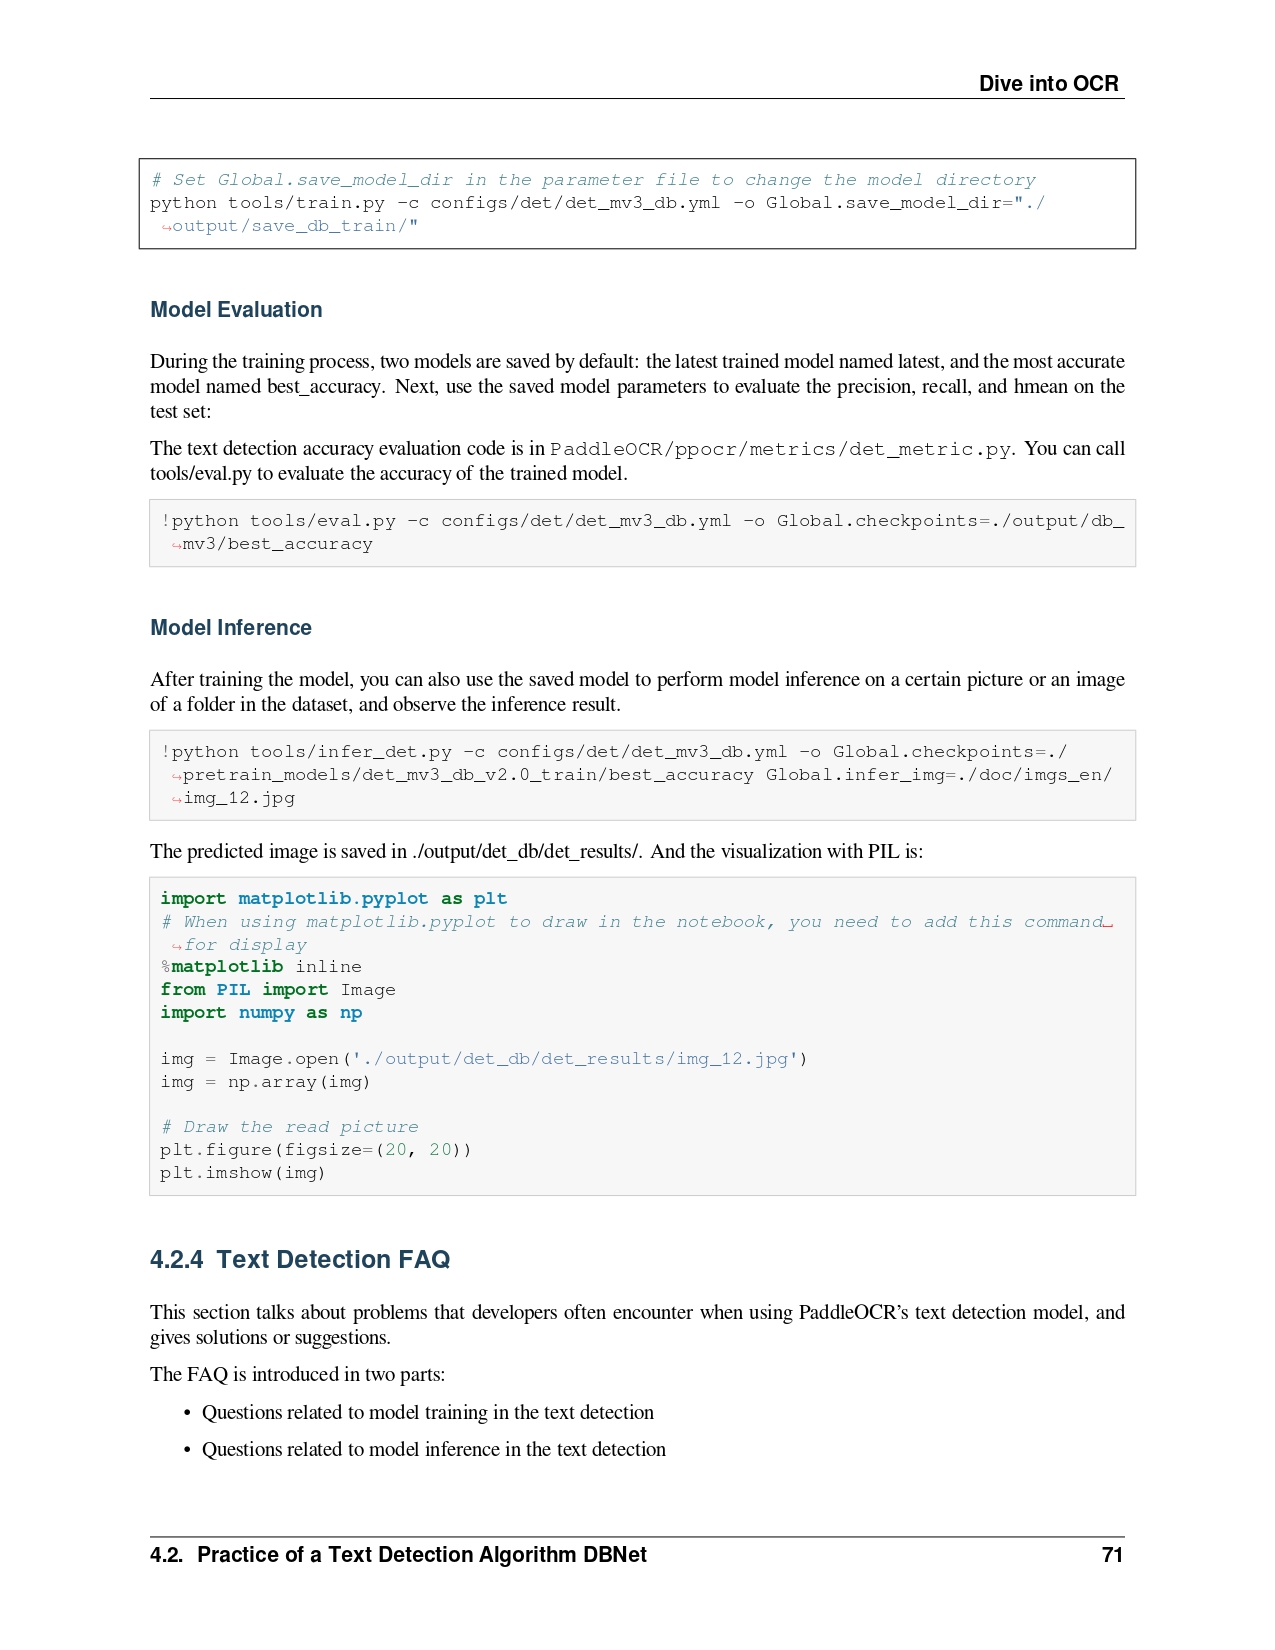 Dive into OCR
# Set Global.save_model_dir in the parameter file to change the model directory
python tools/train.py -c configs/det/det_mv3_db.yml -o Global.save_model_dir="./
↪output/save_db_train/"
Model Evaluation
During the training process, two models are saved by default: the latest trained model named latest, and the most accurate
model named best_accuracy. Next, use the saved model parameters to evaluate the precision, recall, and hmean on the
test set:
The text detection accuracy evaluation code is in PaddleOCR/ppocr/metrics/det_metric.py. You can call
tools/eval.py to evaluate the accuracy of the trained model.
!python tools/eval.py -c configs/det/det_mv3_db.yml -o Global.checkpoints=./output/db_
↪mv3/best_accuracy
Model Inference
After training the model, you can also use the saved model to perform model inference on a certain picture or an image
of a folder in the dataset, and observe the inference result.
!python tools/infer_det.py -c configs/det/det_mv3_db.yml -o Global.checkpoints=./
↪pretrain_models/det_mv3_db_v2.0_train/best_accuracy Global.infer_img=./doc/imgs_en/
↪img_12.jpg
The predicted image is saved in ./output/det_db/det_results/. And the visualization with PIL is:
import matplotlib.pyplot as plt
# When using matplotlib.pyplot to draw in the notebook, you need to add this command␣
↪for display
%matplotlib inline
from PIL import Image
import numpy as np
img = Image.open('./output/det_db/det_results/img_12.jpg')
img = np.array(img)
# Draw the read picture
plt.figure(figsize=(20, 20))
plt.imshow(img)
4.2.4 Text Detection FAQ
This section talks about problems that developers often encounter when using PaddleOCR’s text detection model, and
gives solutions or suggestions.
The FAQ is introduced in two parts:
• Questions related to model training in the text detection
• Questions related to model inference in the text detection
4.2. Practice of a Text Detection Algorithm DBNet 71